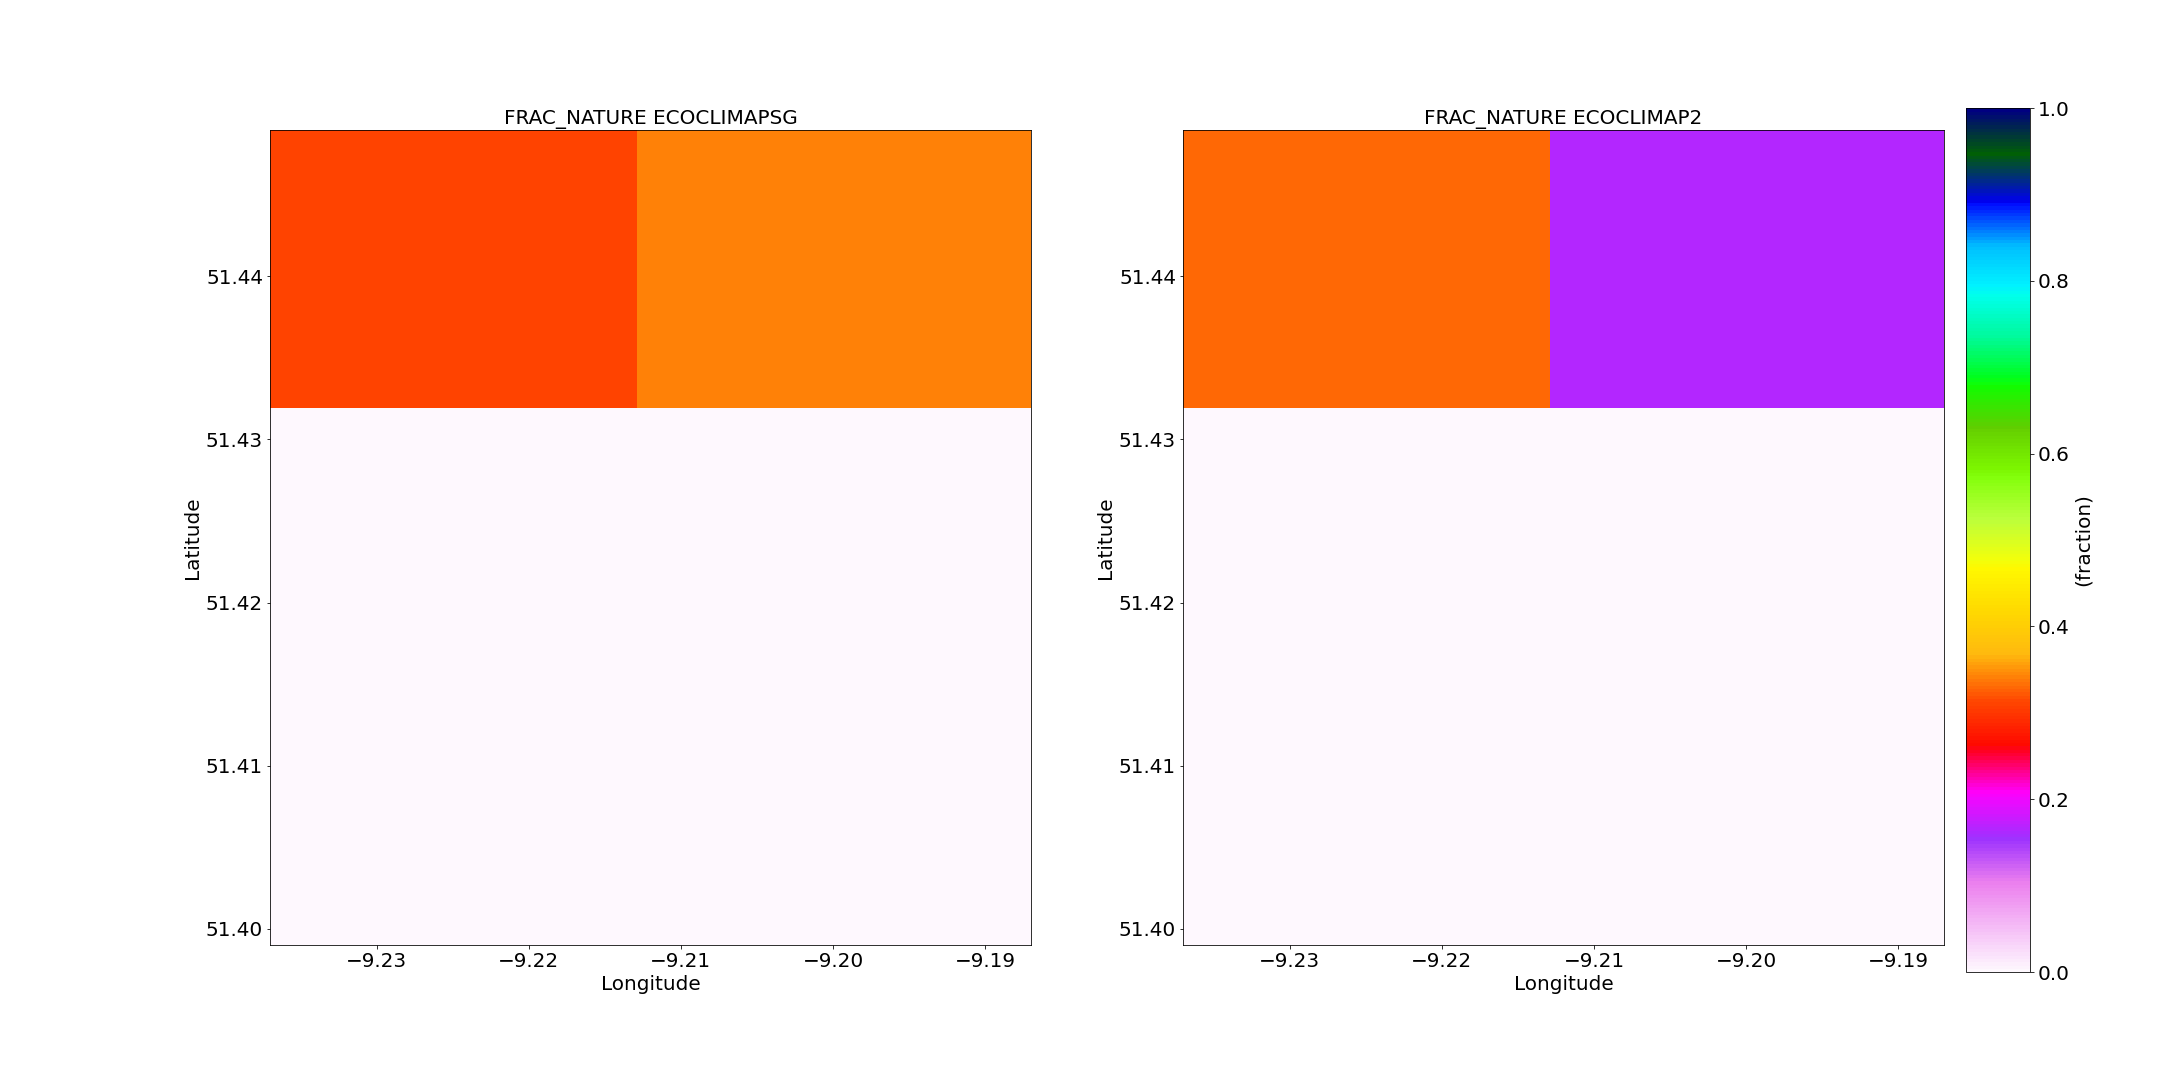 FRAC_NATURE ECOCLIMAPSG
51.44
51.43
51.42
51.41
51.40
Latitude
−9.23 −9.22 −9.21 −9.20 −9.19
Longitude
FRAC_NATURE ECOCLIMAP2
51.44
51.43
51.42
51.41
51.40
Latitude
−9.23 −9.22 −9.21 −9.20 −9.19
Longitude
1.0
0.8
0.6
0.4
0.2
0.0
(fraction)